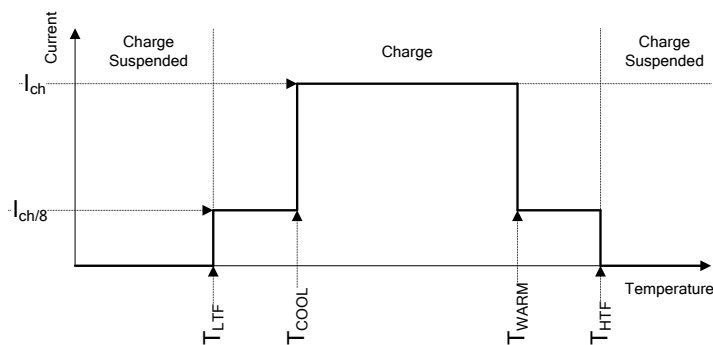 Current
Charge
Suspended
Charge
Charge
Suspended
Ich
Ich/8
Temperature
TLTF
TCOOL
TWARM
THTF